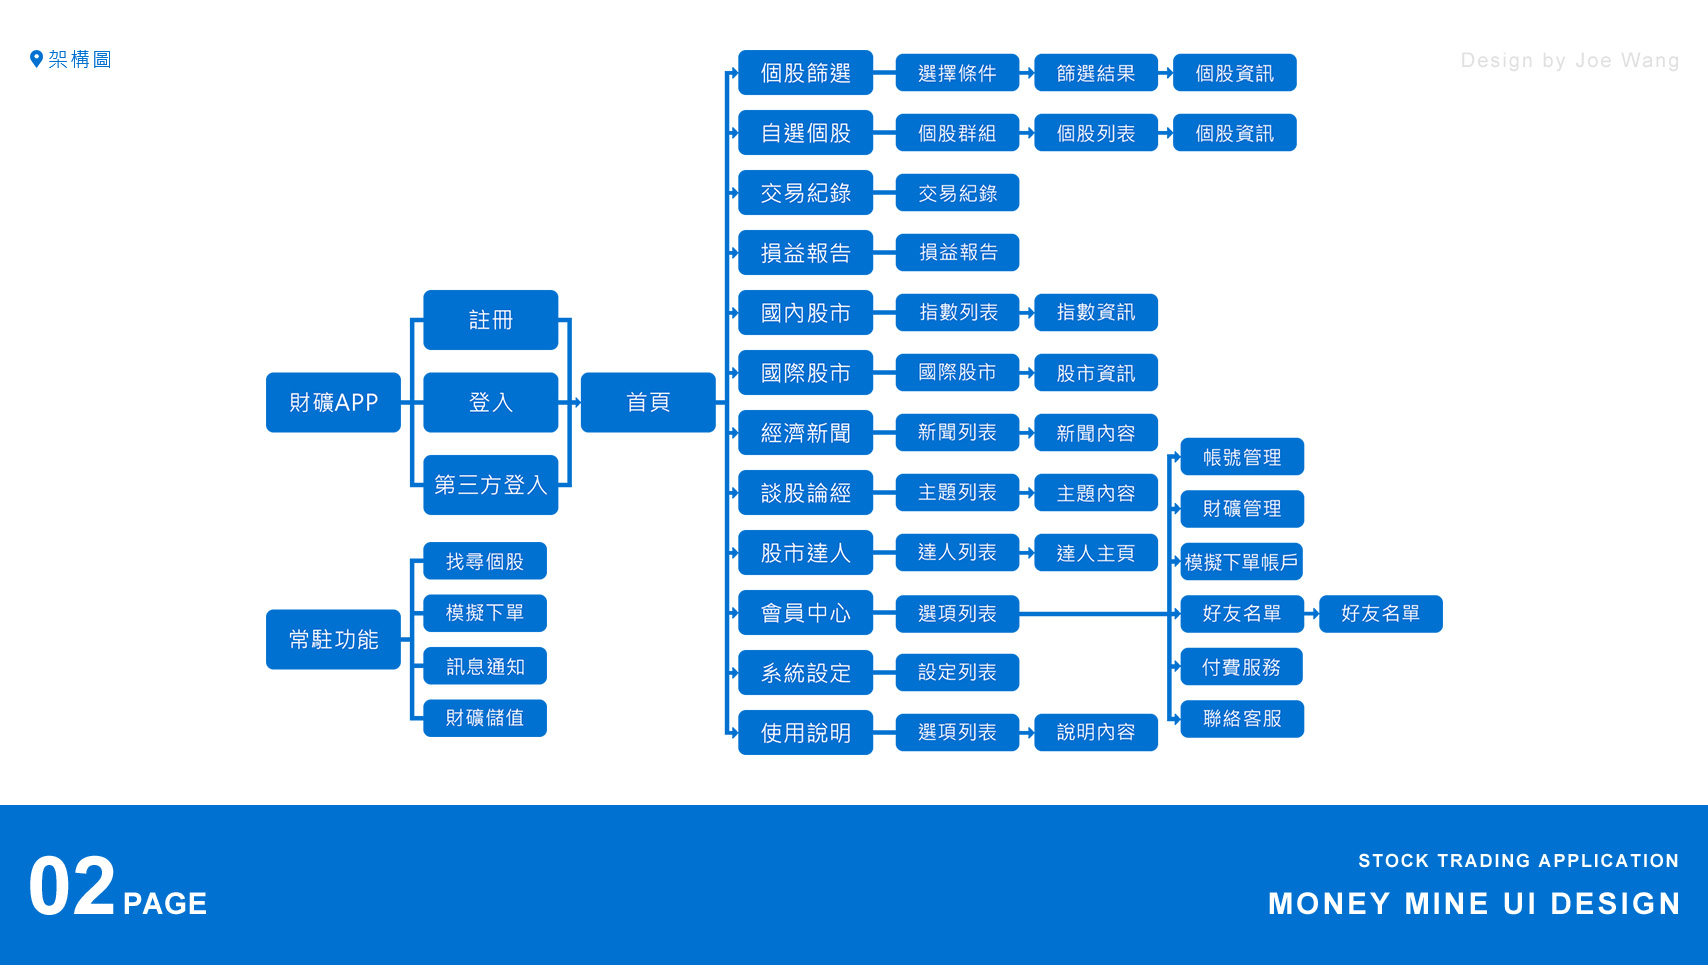 架構圖
Design by Joe Wang
財礦APP
註冊
登入
第三方登入
首頁
個股篩選
選擇條件
篩選結果
個股資訊
自選個股
個股群組
個股列表
個股資訊
交易紀錄
交易紀錄
損益報告
損益報告
國內股市
指數列表
指數資訊
國際股市
國際股市
股市資訊
經濟新聞
新聞列表
新聞內容
談股論經
主題列表
主題內容
股市達人
達人列表
達人主頁
會員中心
選項列表
帳號管理
財礦管理
模擬下單帳戶
好友名單
好友名單
付費服務
聯絡客服
系統設定
設定列表
使用說明
選項列表
說明內容
常駐功能
找尋個股
模擬下單
訊息通知
財礦儲值
02 PAGE
STOCK TRADING APPLICATION
MONEY MINE UI DESIGN